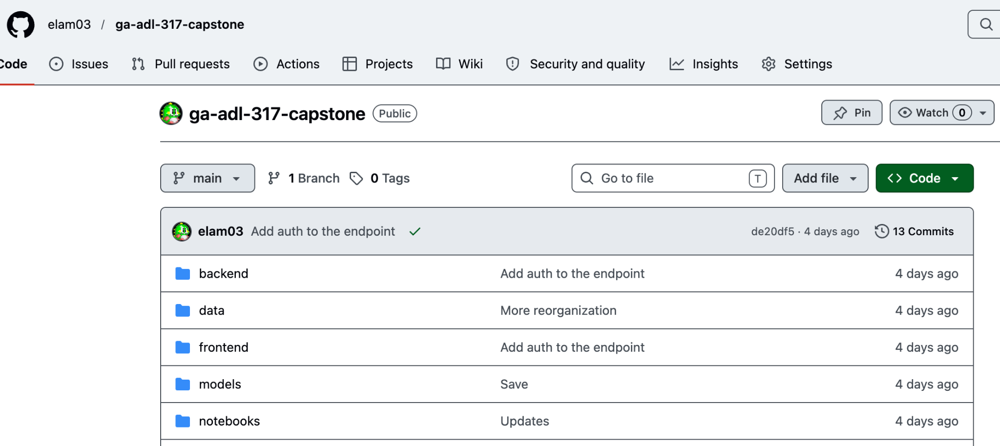 elam03 / ga-adl-317-capstone
Code Issues Pull requests Actions Projects Wiki Security and quality Insights Settings
ga-adl-317-capstone Public Pin Watch 0
main 1 Branch 0 Tags Go to file T Add file Code
elam03 Add auth to the endpoint de20df5 · 4 days ago 13 Commits
backend Add auth to the endpoint 4 days ago
data More reorganization 4 days ago
frontend Add auth to the endpoint 4 days ago
models Save 4 days ago
notebooks Updates 4 days ago